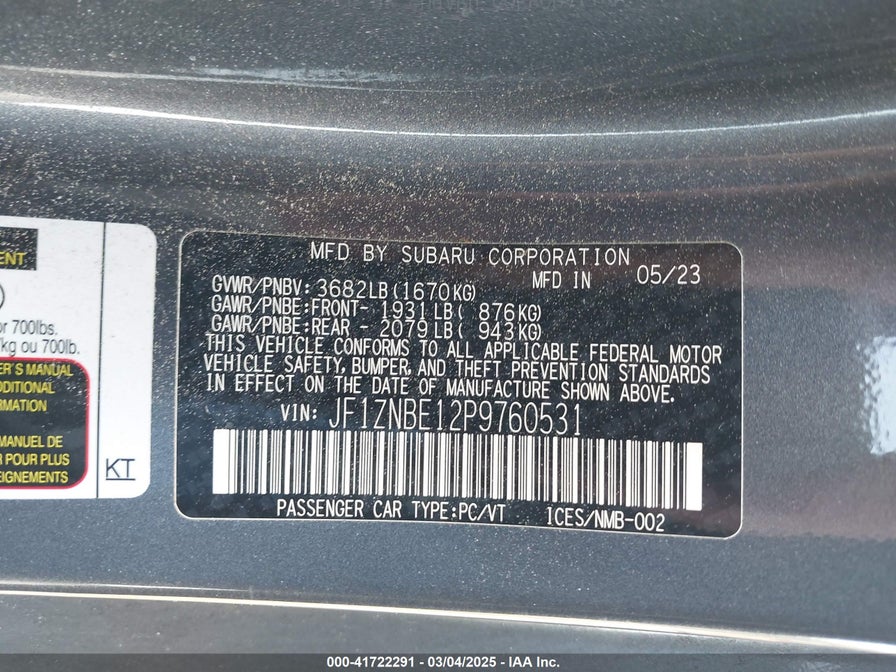 ENT
or 700lbs.
kg ou 700lb.
R'S MANUAL
DDITIONAL
RMATION
MANUEL DE
R POUR PLUS
EIGNEMENTS
KT
MFD BY SUBARU CORPORATION
MFD IN 05/23
GVWR/PNBV: 3682LB(1670KG)
GAWR/PNBE:FRONT- 1931LB( 876KG)
GAWR/PNBE:REAR - 2079LB( 943KG)
THIS VEHICLE CONFORMS TO ALL APPLICABLE FEDERAL MOTOR
VEHICLE SAFETY, BUMPER, AND THEFT PREVENTION STANDARDS
IN EFFECT ON THE DATE OF MANUFACTURE SHOWN ABOVE.
VIN: JF1ZNBE12P9760531
PASSENGER CAR TYPE:PC/VT ICES/NMB-002
000-41722291 - 03/04/2025 - IAA Inc.